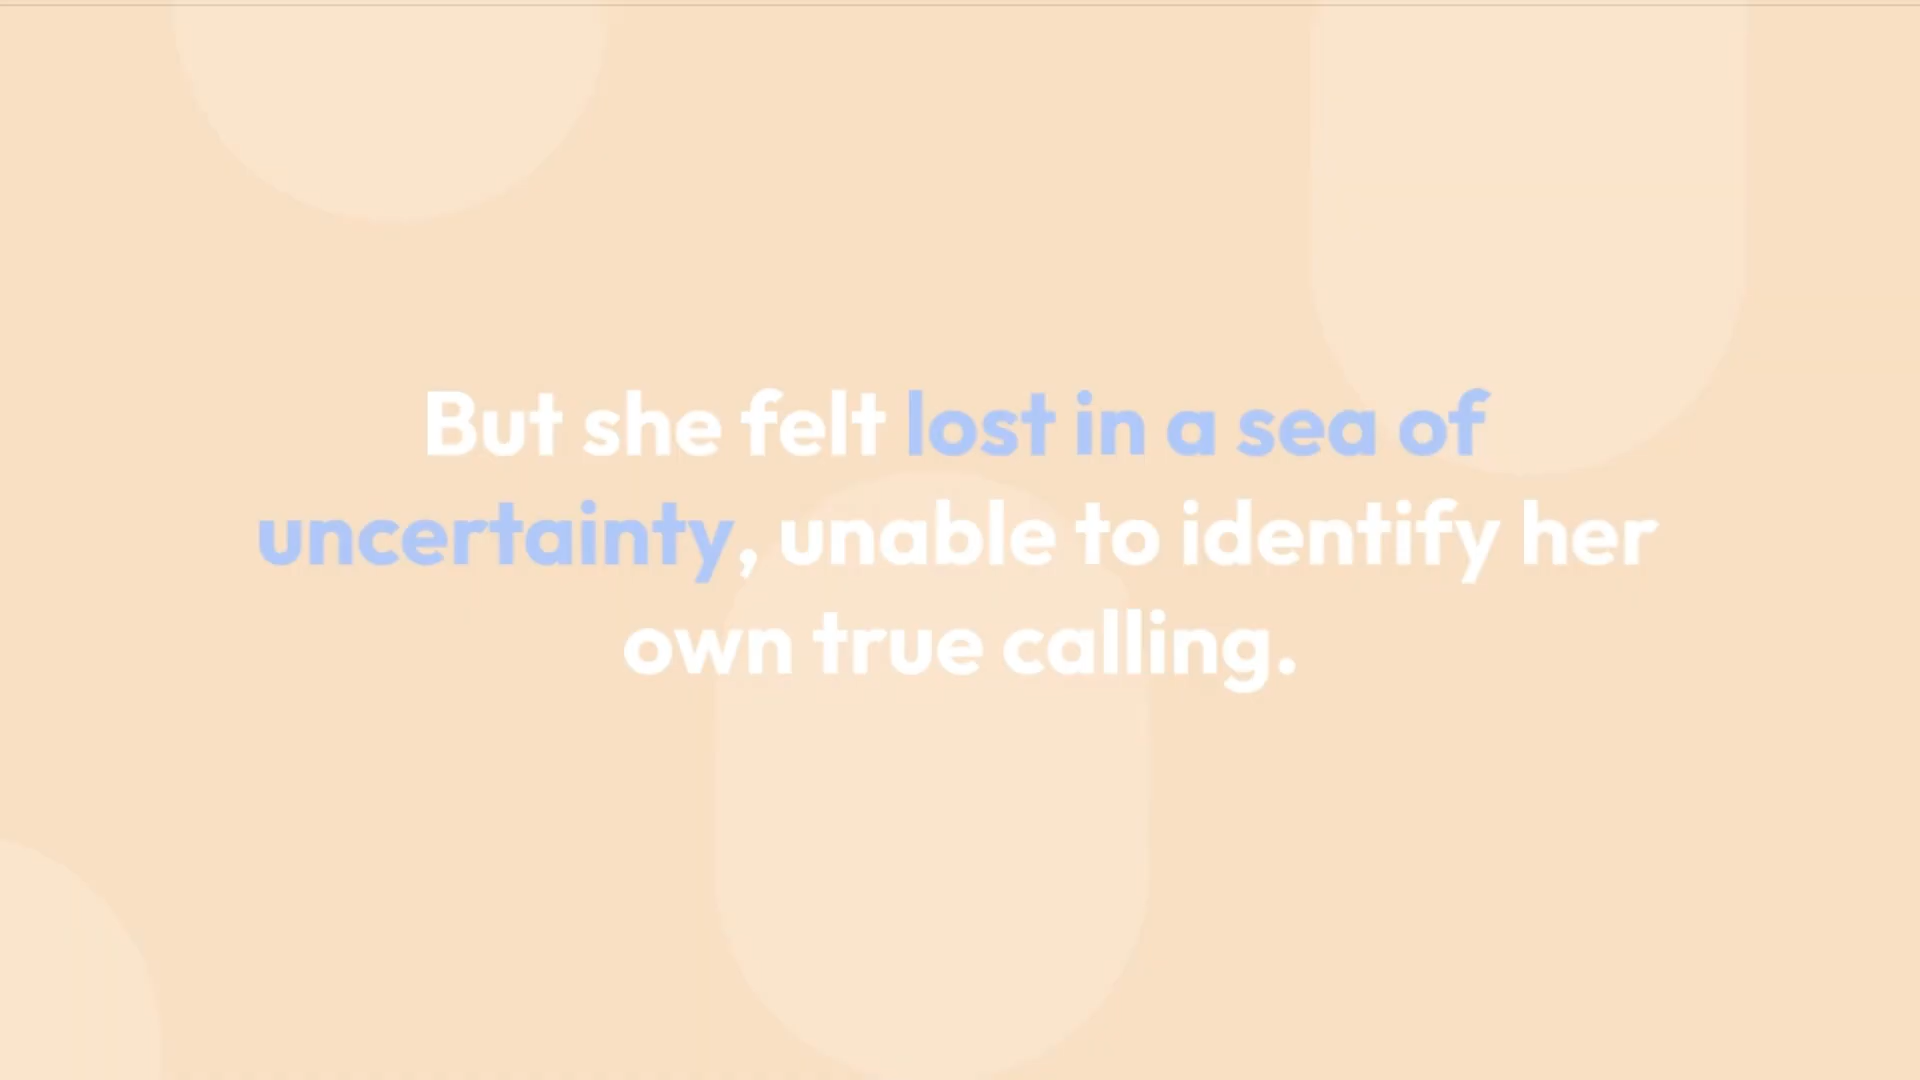 But she felt lost in a sea of
uncertainty, unable to identify her
own true calling.